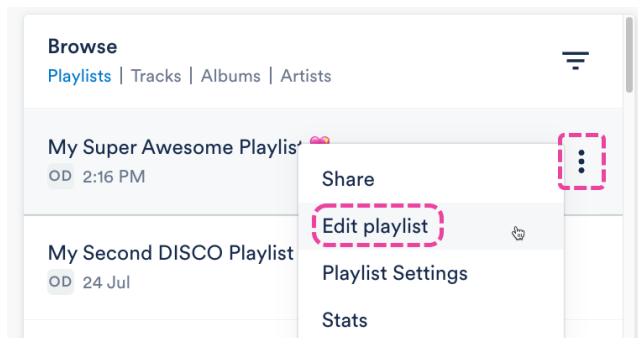 Browse
Playlists | Tracks | Albums | Artists
My Super Awesome Playlist 💖
OD 2:16 PM
Share
Edit playlist
My Second DISCO Playlist
OD 24 Jul
Playlist Settings
Stats